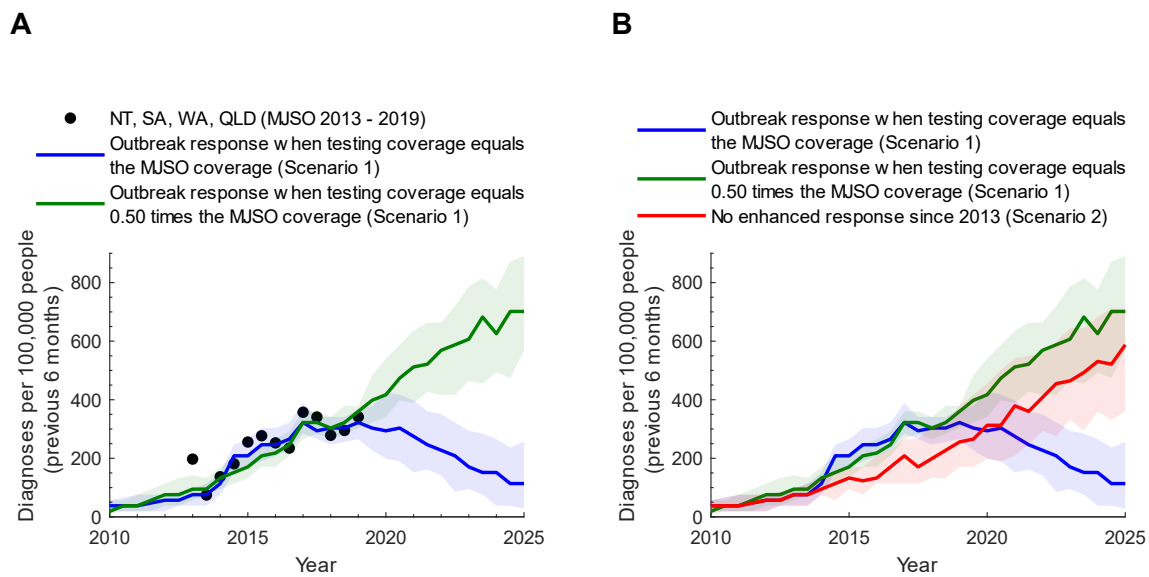 A
NT, SA, WA, QLD (MJSO 2013 - 2019)
Outbreak response when testing coverage equals
the MJSO coverage (Scenario 1)
Outbreak response when testing coverage equals
0.50 times the MJSO coverage (Scenario 1)
Diagnoses per 100,000 people
(previous 6 months)
800
600
400
200
0
2010
2015
2020
2025
Year
B
Outbreak response when testing coverage equals
the MJSO coverage (Scenario 1)
Outbreak response when testing coverage equals
0.50 times the MJSO coverage (Scenario 1)
No enhanced response since 2013 (Scenario 2)
Diagnoses per 100,000 people
(previous 6 months)
800
600
400
200
0
2010
2015
2020
2025
Year